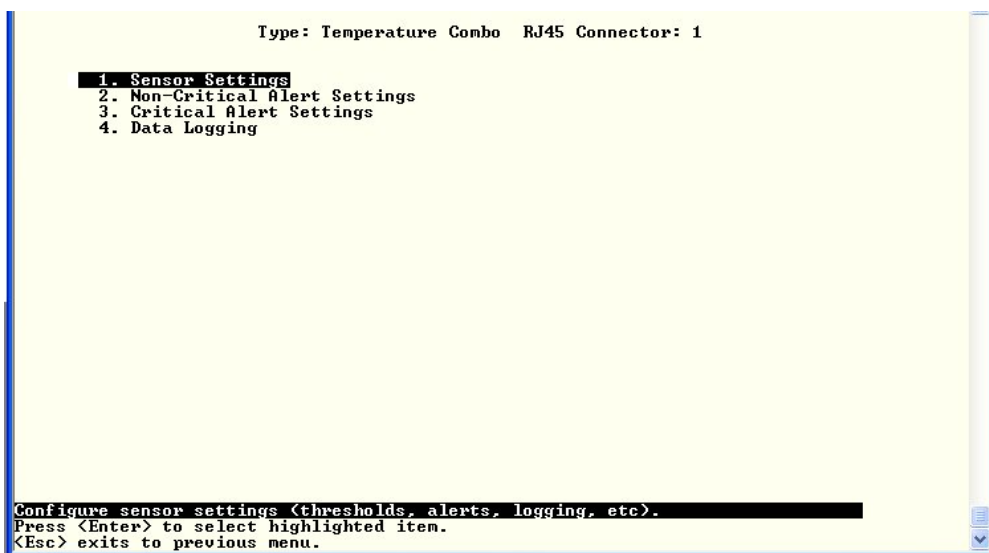 Type: Temperature Combo RJ45 Connector: 1
1. Sensor Settings
2. Non-Critical Alert Settings
3. Critical Alert Settings
4. Data Logging
Configure sensor settings (thresholds, alerts, logging, etc).
Press <Enter> to select highlighted item.
<Esc> exits to previous menu.